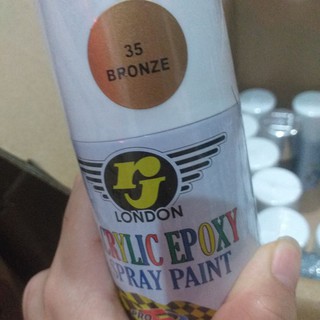 35
BRONZE
rj
LONDON
ACRYLIC EPOXY
SPRAY PAINT